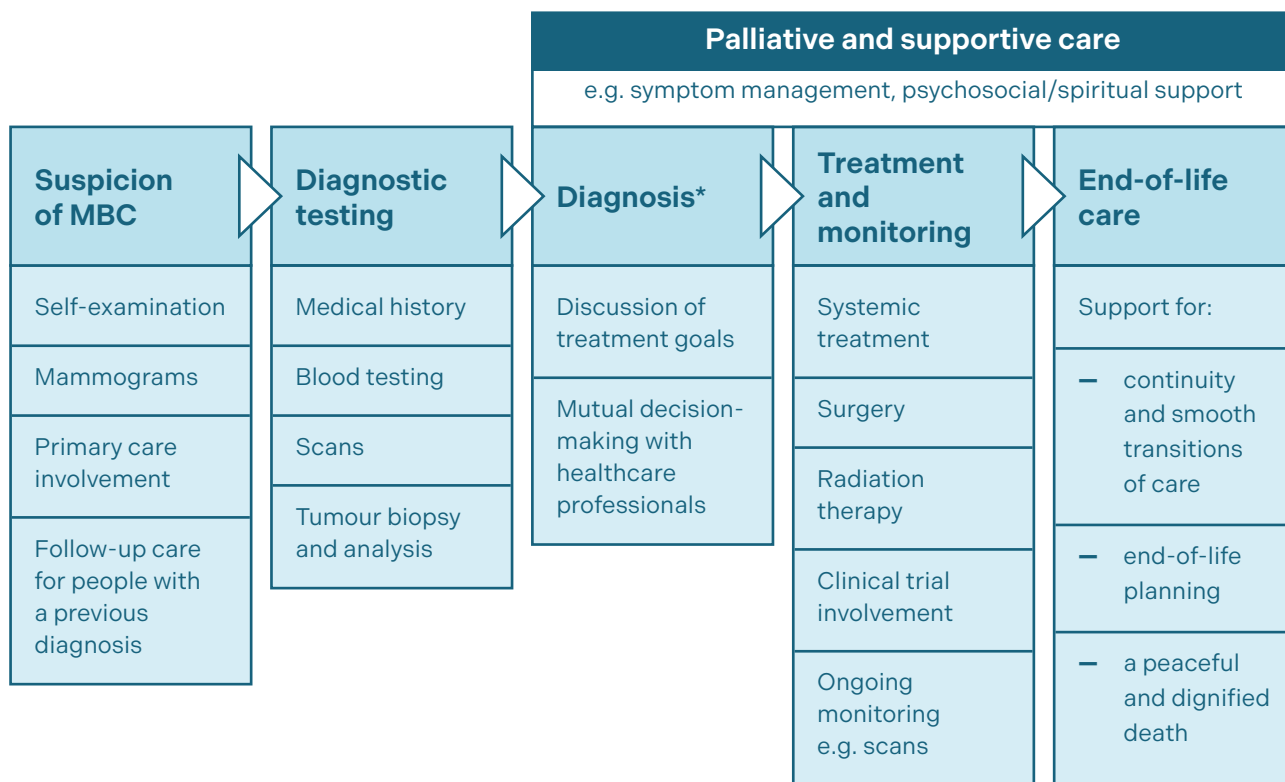 Palliative and supportive care
e.g. symptom management, psychosocial/spiritual support
Suspicion
of MBC
Self-examination
Mammograms
Primary care
involvement
Follow-up care
for people with
a previous
diagnosis
Diagnostic
testing
Medical history
Blood testing
Scans
Tumour biopsy
and analysis
Diagnosis*
Discussion of
treatment goals
Mutual decision-
making with
healthcare
professionals
Treatment
and
monitoring
Systemic
treatment
Surgery
Radiation
therapy
Clinical trial
involvement
Ongoing
monitoring
e.g. scans
End-of-life
care
Support for:
– continuity
and smooth
transitions
of care
– end-of-life
planning
– a peaceful
and dignified
death